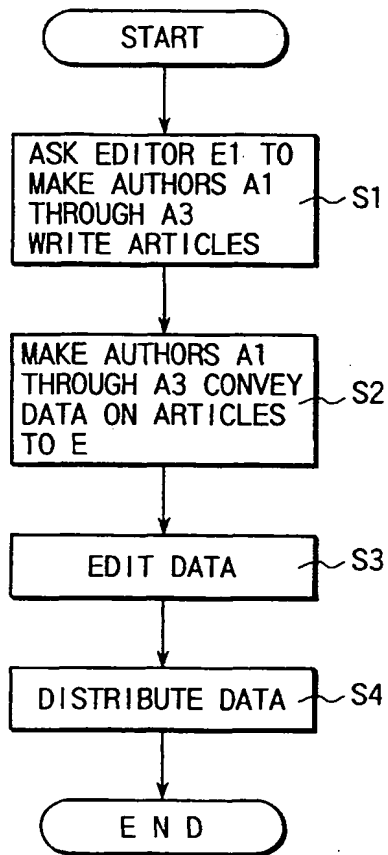 START
ASK EDITOR E1 TO
MAKE AUTHORS A1
THROUGH A3
WRITE ARTICLES
S1
MAKE AUTHORS A1
THROUGH A3 CONVEY
DATA ON ARTICLES
TO E
S2
EDIT DATA
S3
DISTRIBUTE DATA
S4
END